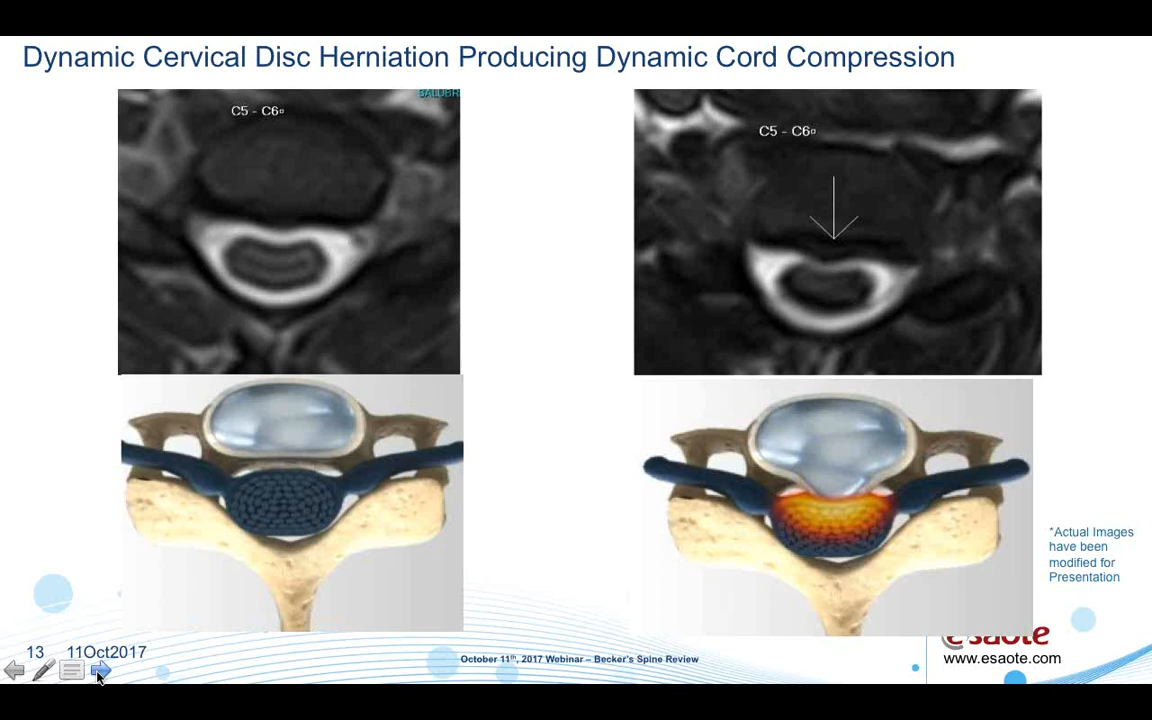 Dynamic Cervical Disc Herniation Producing Dynamic Cord Compression
SALUBR
C5 - C6¤
C5 - C6¤
*Actual Images
have been
modified for
Presentation
13 11Oct2017
October 11th, 2017 Webinar – Becker's Spine Review
esaote
www.esaote.com